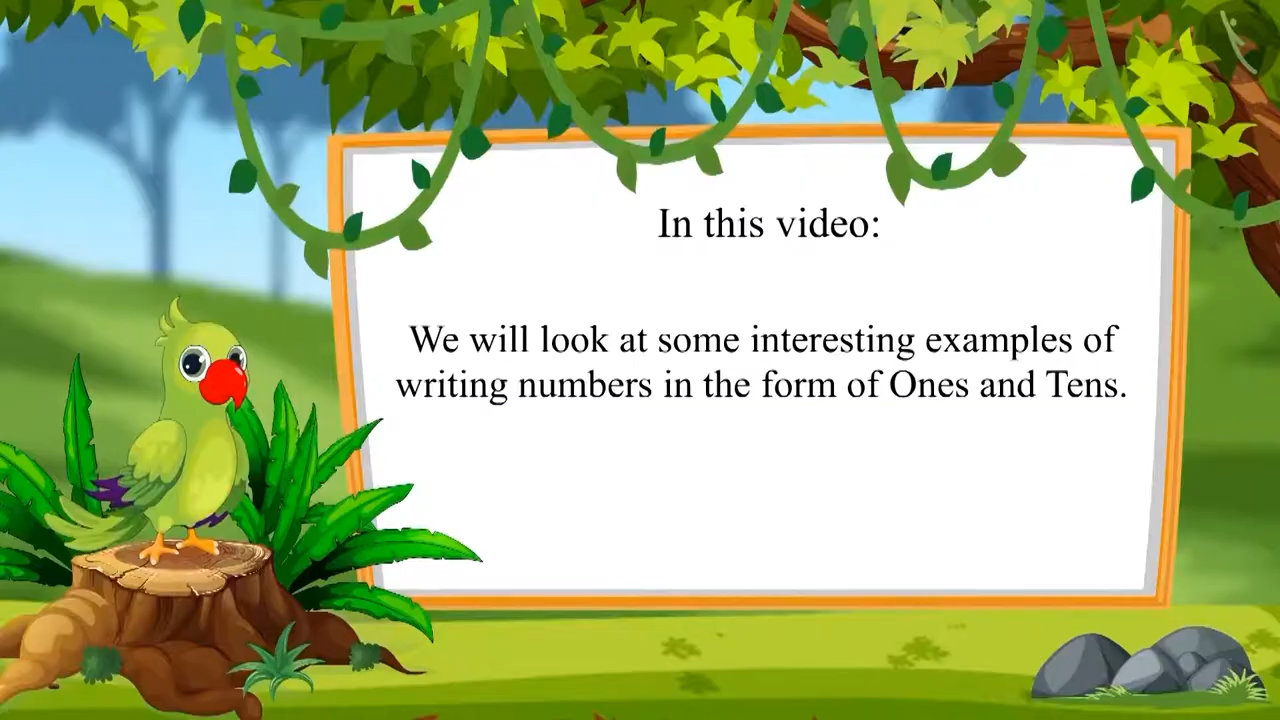 In this video:
We will look at some interesting examples of
writing numbers in the form of Ones and Tens.